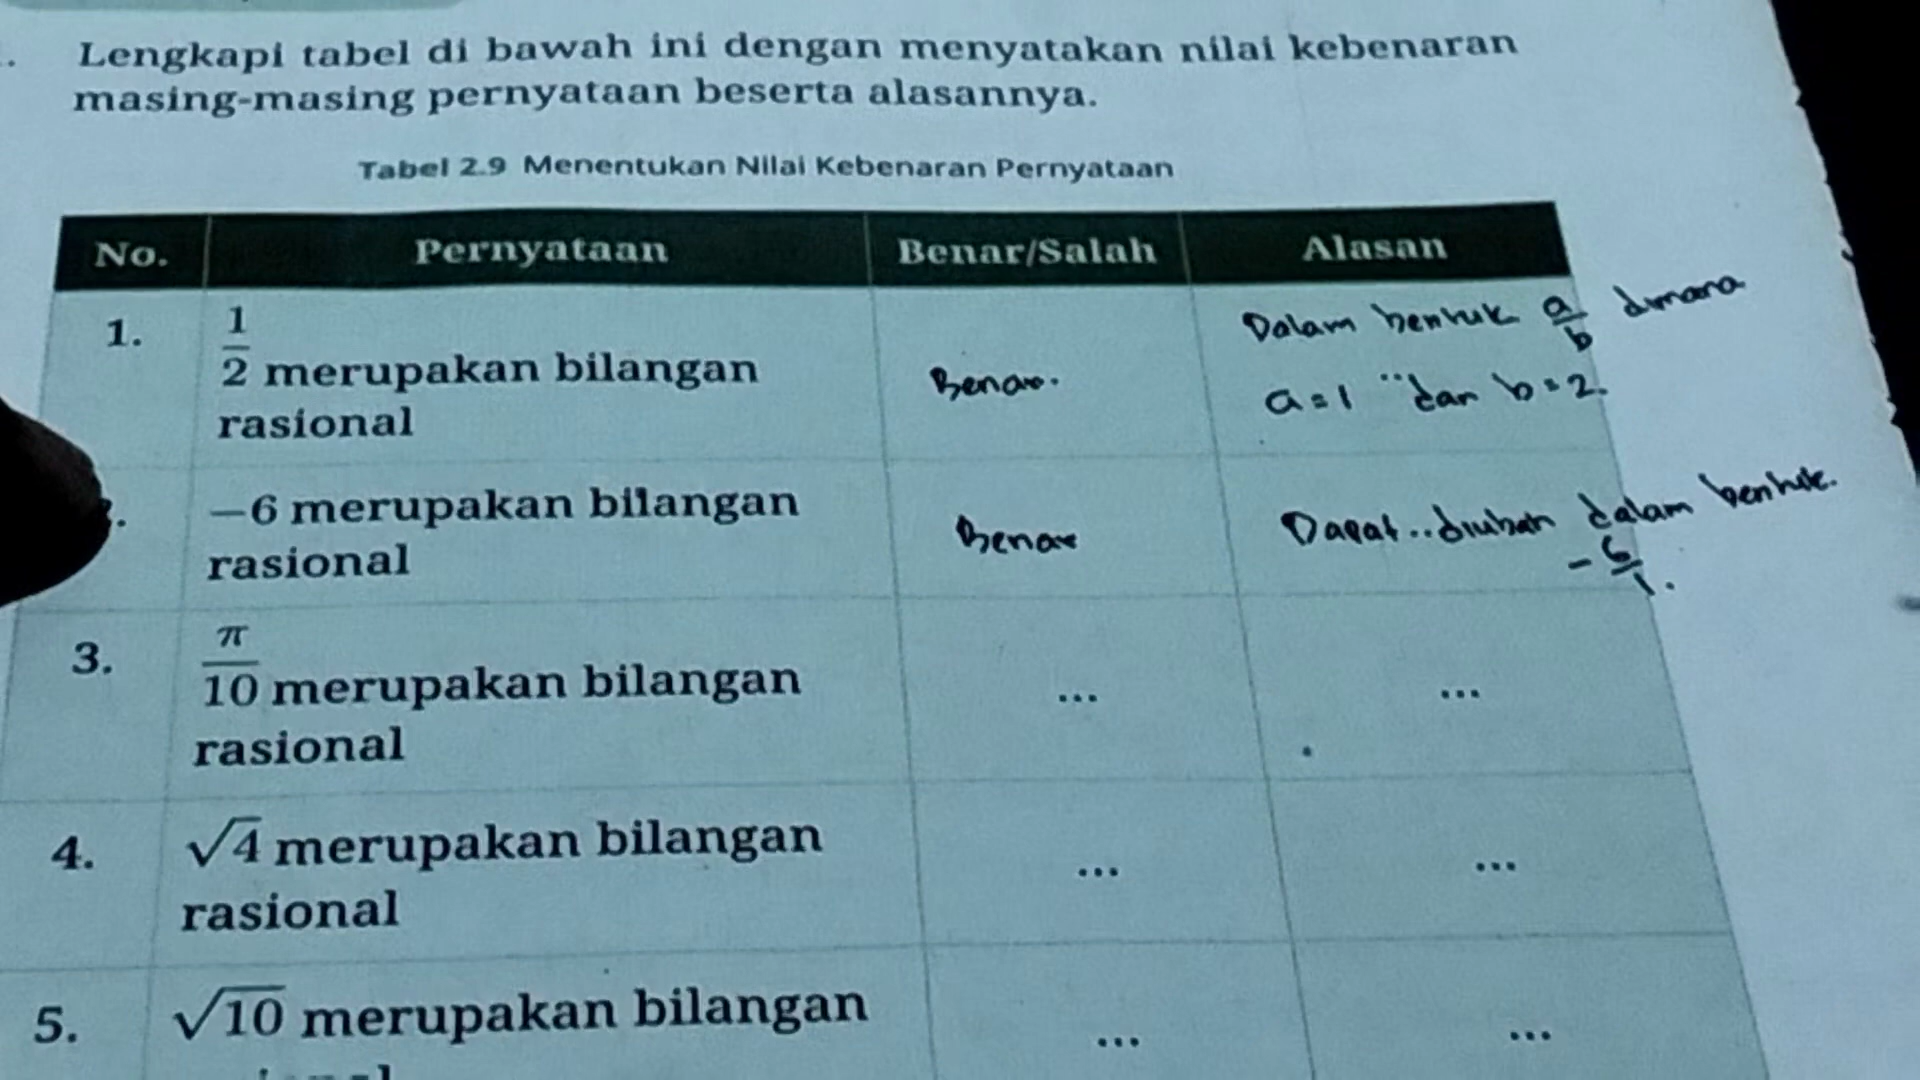 Lengkapi tabel di bawah ini dengan menyatakan nilai kebenaran
masing-masing pernyataan beserta alasannya.
Tabel 2.9 Menentukan Nilai Kebenaran Pernyataan
No. Pernyataan Benar/Salah Alasan
1. 1/2 merupakan bilangan
rasional
Benar.
Dalam bentuk a/b dimana
a = 1 dan b = 2.
-6 merupakan bilangan
rasional
Benar
Dapat..diubah dalam bentuk.
-6/1.
3. π/10 merupakan bilangan
rasional
... ...
4. √4 merupakan bilangan
rasional
... ...
5. √10 merupakan bilangan
... ...